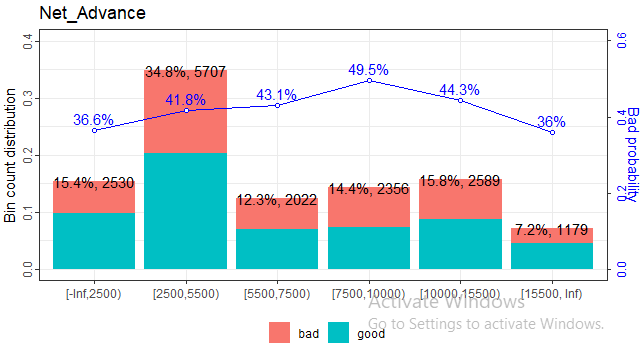 Net_Advance
0.4
0.3
0.2
0.1
0.0
Bin count distribution
0.6
0.4
0.2
0.0
Bad probability
36.6%
41.8%
43.1%
49.5%
44.3%
36%
15.4%, 2530
34.8%, 5707
12.3%, 2022
14.4%, 2356
15.8%, 2589
7.2%, 1179
[-Inf,2500)
[2500,5500)
[5500,7500)
[7500,10000)
[10000,15500)
[15500, Inf)
Activate Windows
Go to Settings to activate Windows.
bad
good